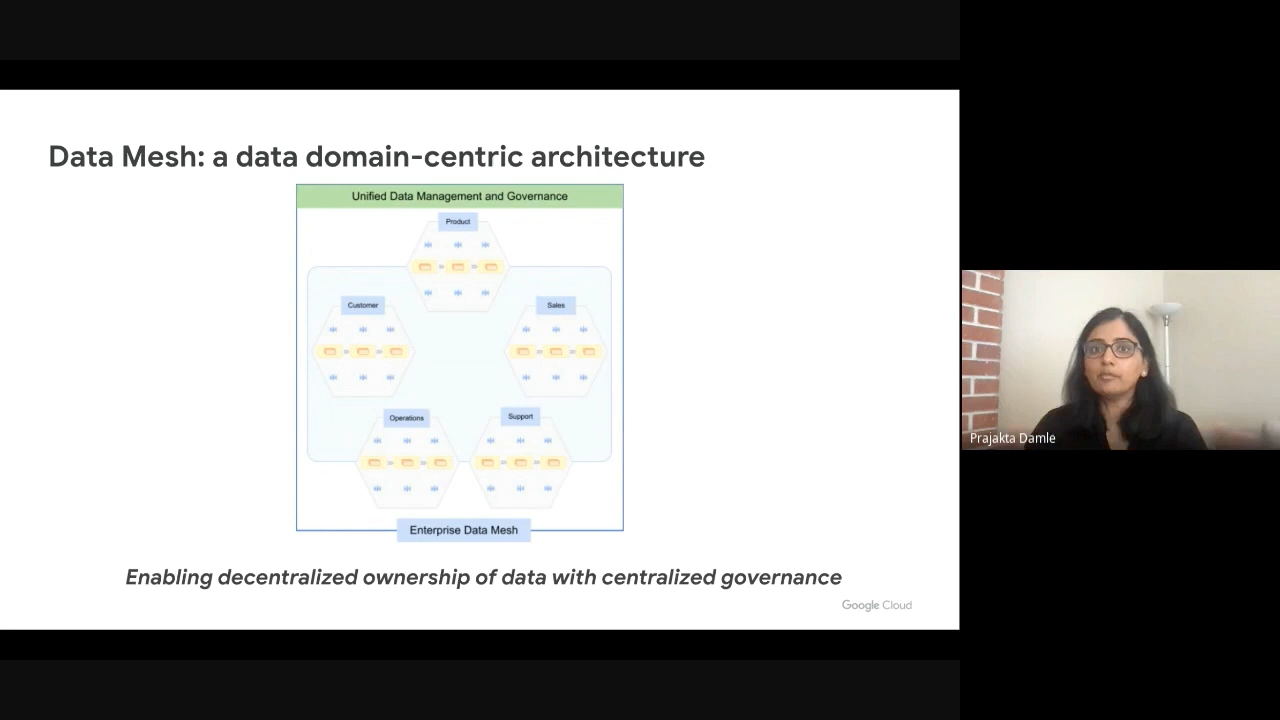 Data Mesh: a data domain-centric architecture
Unified Data Management and Governance
Product
Customer
Sales
Operations
Support
Enterprise Data Mesh
Enabling decentralized ownership of data with centralized governance
Google Cloud
Prajakta Damle